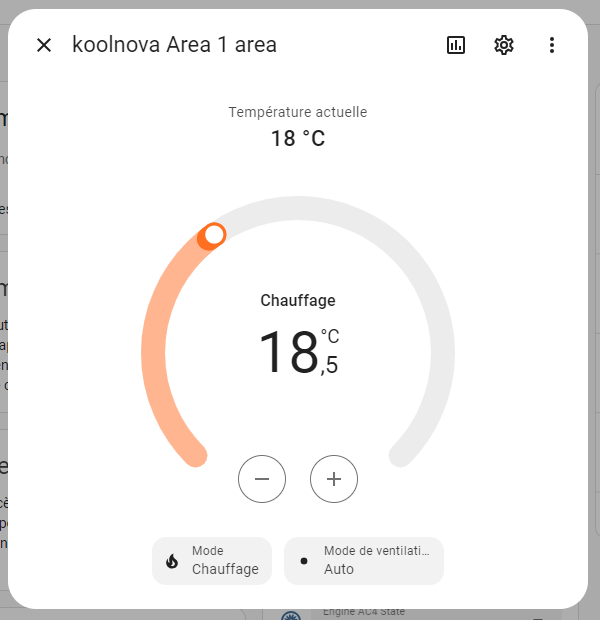 koolnova Area 1 area
Température actuelle
18 °C
Chauffage
18,5 °C
Mode
Chauffage
Mode de ventilati...
Auto
Engine AC4 State